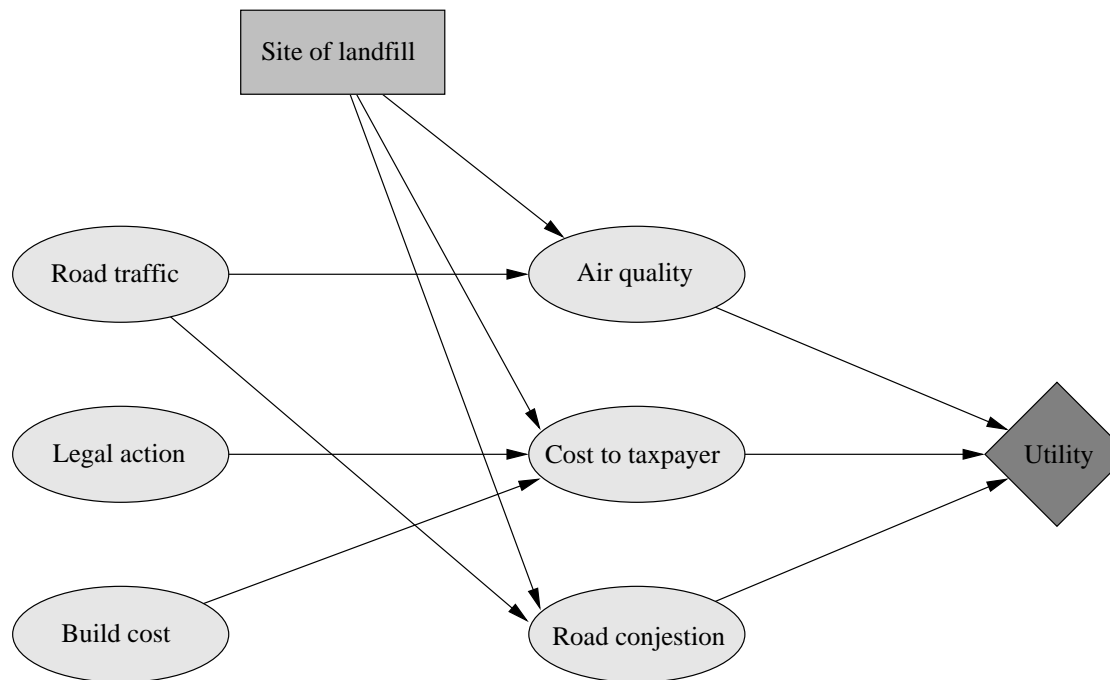 Site of landfill
Road traffic
Air quality
Legal action
Cost to taxpayer
Utility
Build cost
Road conjestion